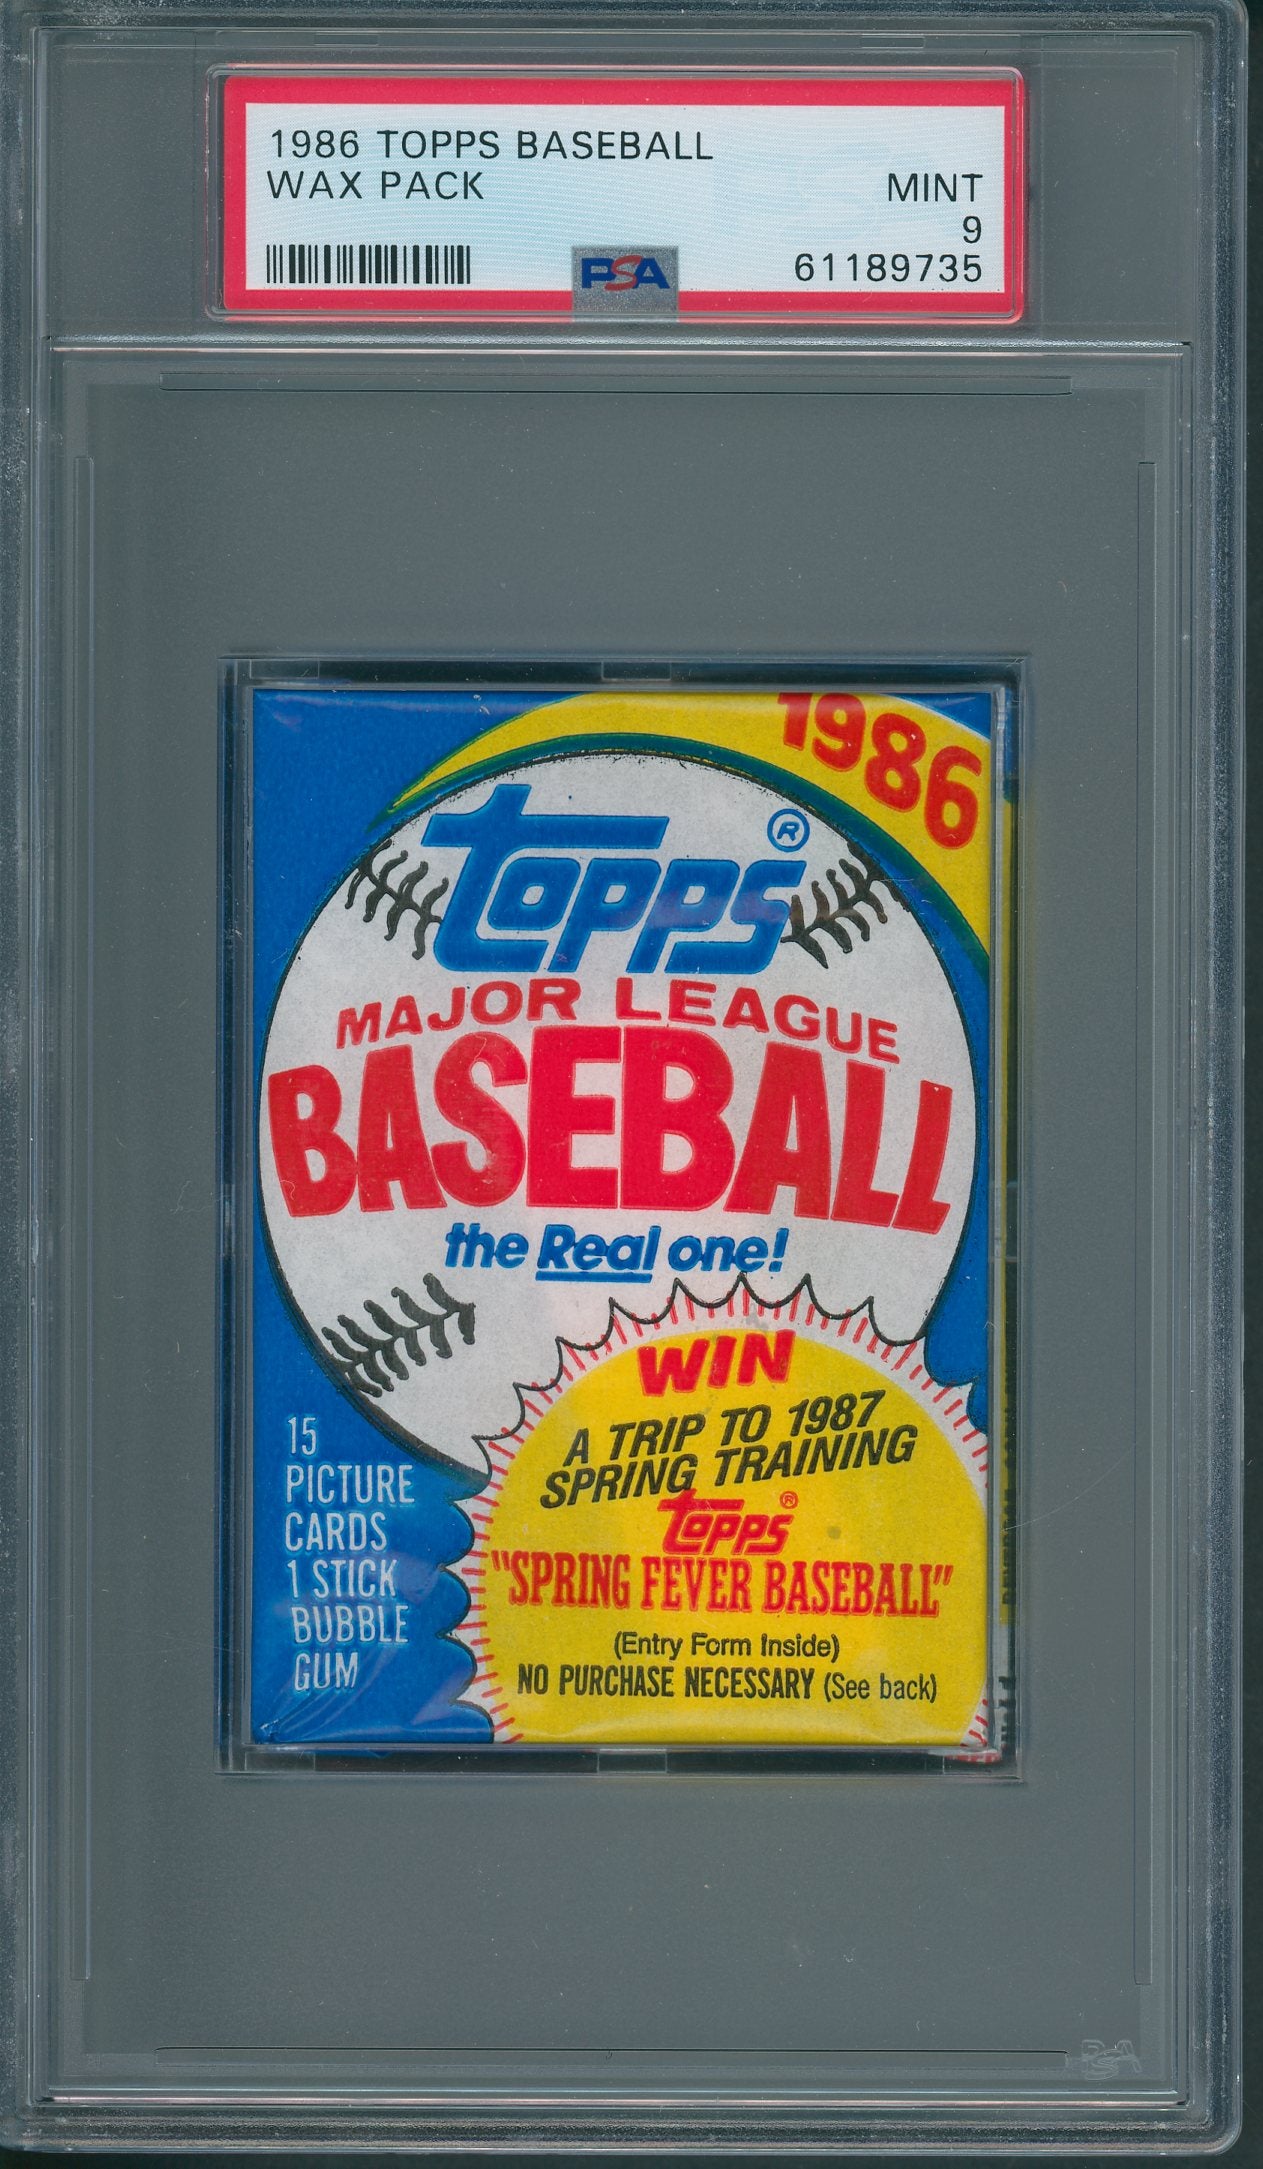 1986 TOPPS BASEBALL
WAX PACK
MINT
9
PSA
61189735
1986
topps®
MAJOR LEAGUE
BASEBALL
the Real one!
WIN
A TRIP TO 1987
SPRING TRAINING
topps®
"SPRING FEVER BASEBALL"
(Entry Form Inside)
NO PURCHASE NECESSARY (See back)
15
PICTURE
CARDS
1 STICK
BUBBLE
GUM
PSA